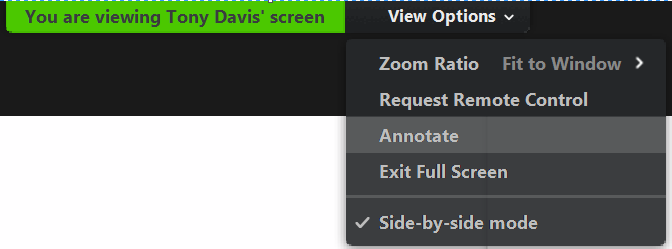 You are viewing Tony Davis' screen View Options
Zoom Ratio Fit to Window
Request Remote Control
Annotate
Exit Full Screen
Side-by-side mode